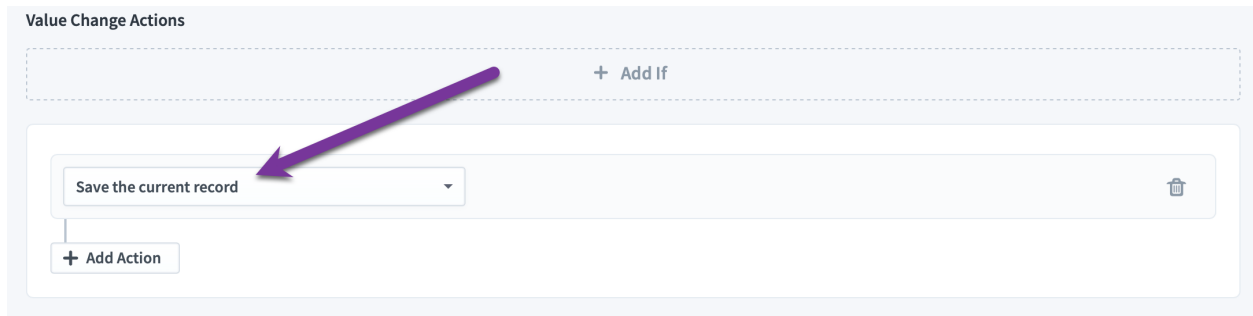 Value Change Actions
+ Add If
Save the current record
+ Add Action